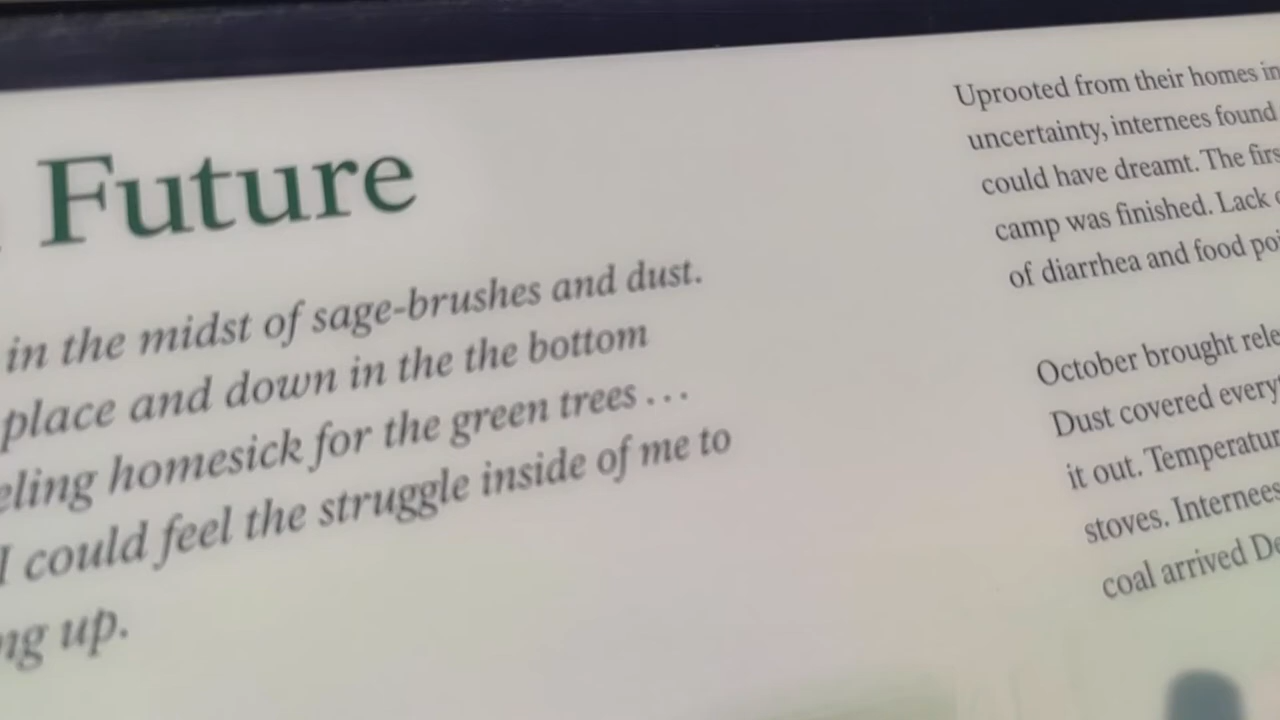 Future
in the midst of sage-brushes and dust.
place and down in the the bottom
eling homesick for the green trees . . .
I could feel the struggle inside of me to
ng up.
Uprooted from their homes in
uncertainty, internees found
could have dreamt. The firs
camp was finished. Lack
of diarrhea and food poi
October brought rele
Dust covered every
it out. Temperatur
stoves. Internees
coal arrived De